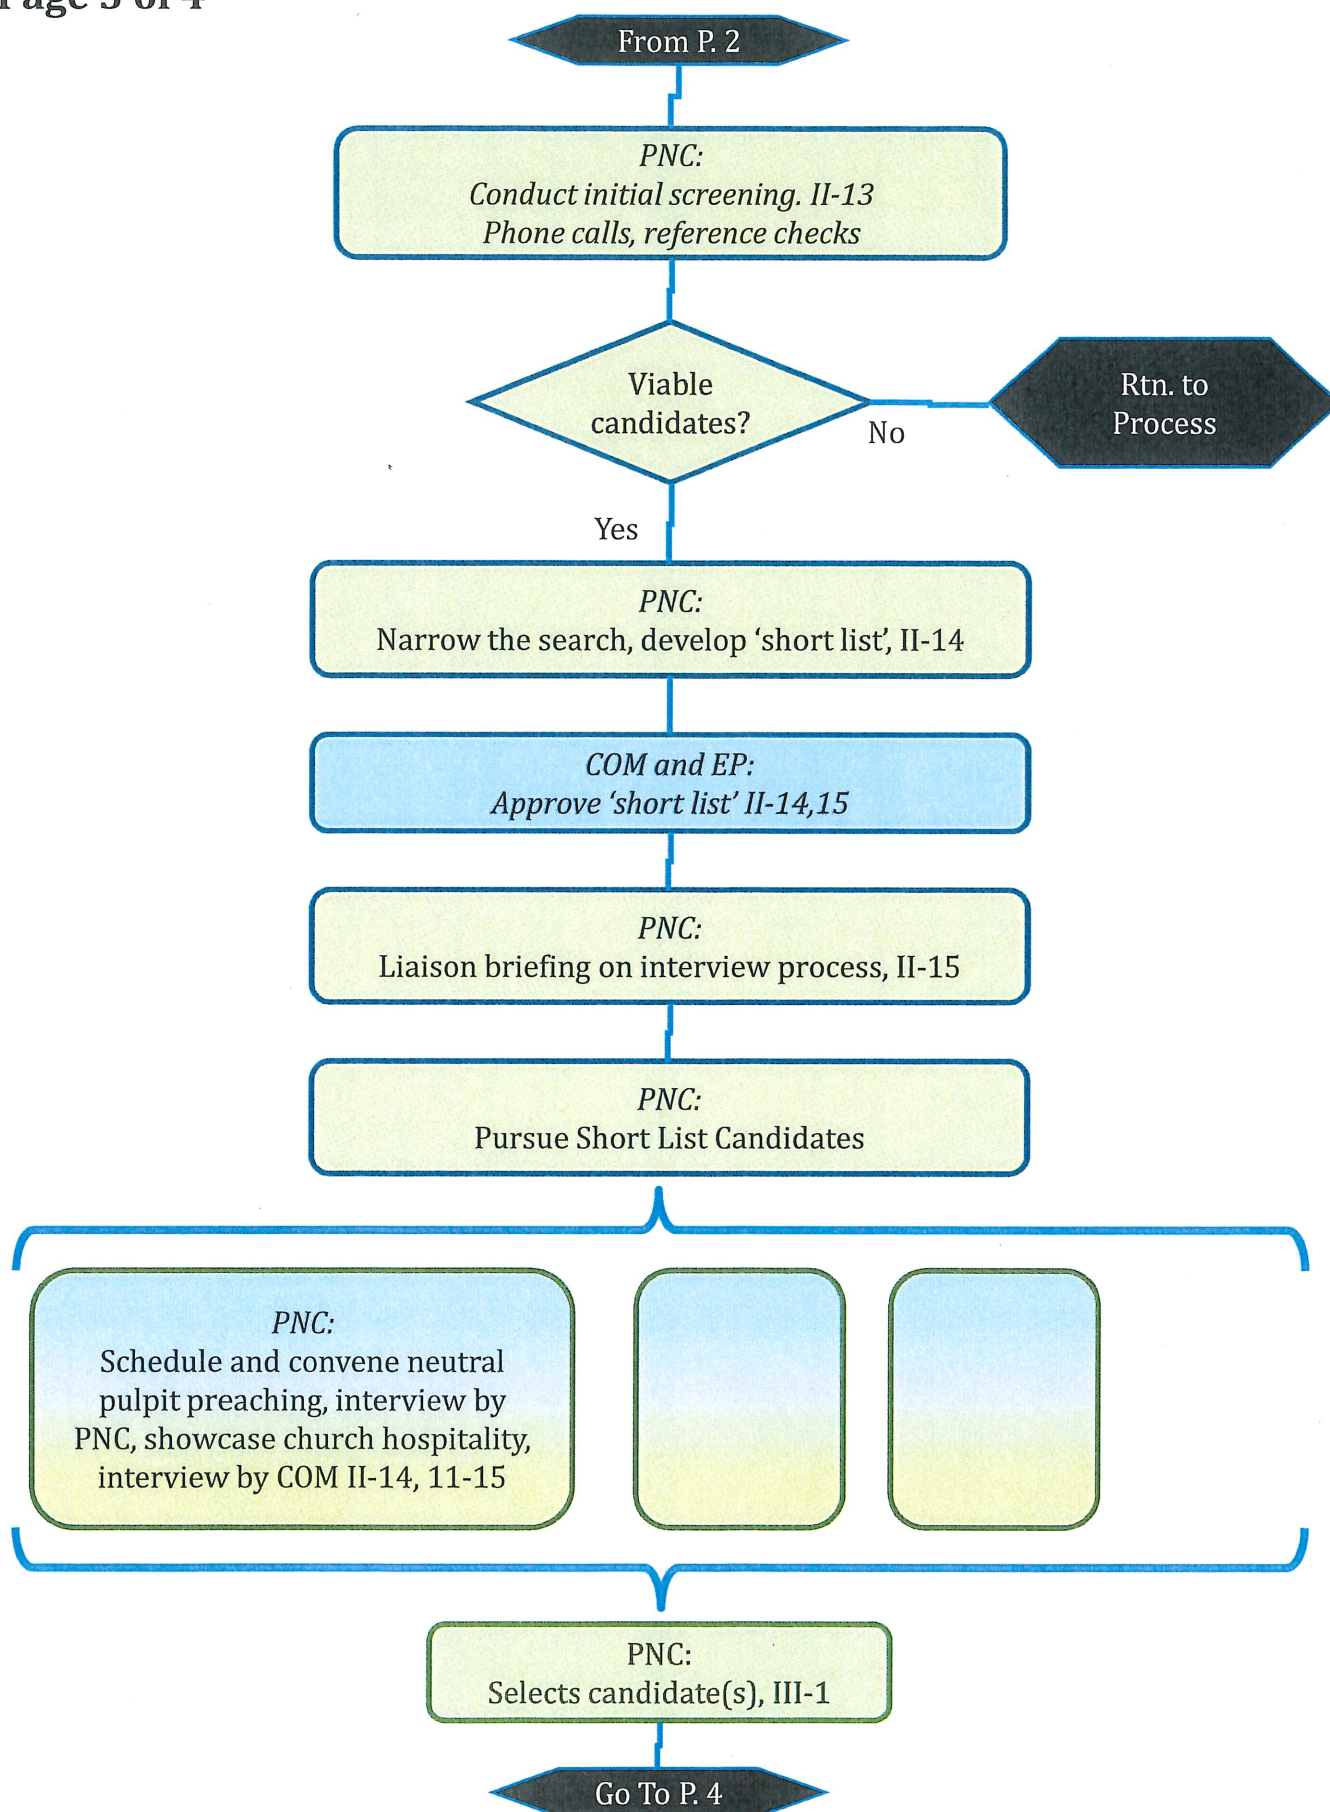 Page 3 of 4
From P. 2
PNC:
Conduct initial screening. II-13
Phone calls, reference checks
Viable
candidates?
No
Rtn. to
Process
Yes
PNC:
Narrow the search, develop ‘short list’, II-14
COM and EP:
Approve ‘short list’ II-14,15
PNC:
Liaison briefing on interview process, II-15
PNC:
Pursue Short List Candidates
PNC:
Schedule and convene neutral
pulpit preaching, interview by
PNC, showcase church hospitality,
interview by COM II-14, 11-15
PNC:
Selects candidate(s), III-1
Go To P. 4